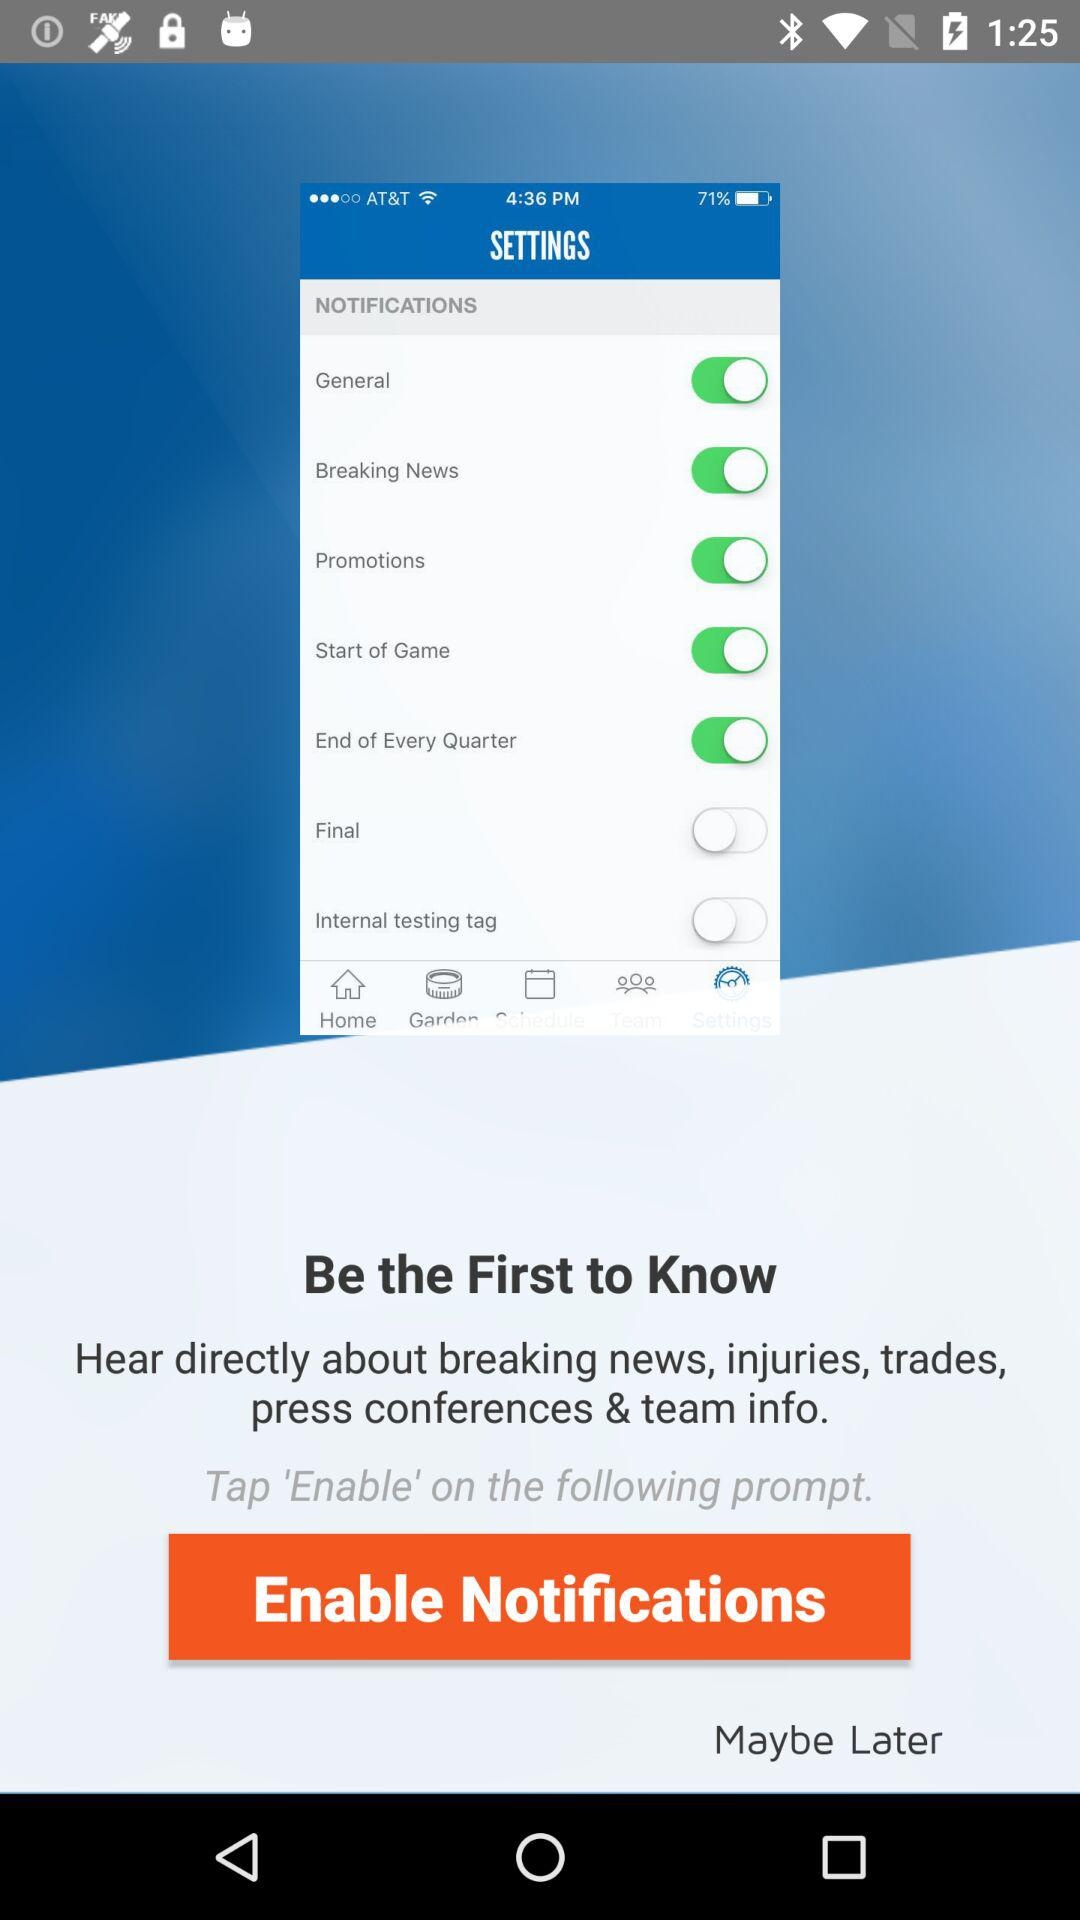 FAKE 1:25
AT&T 4:36 PM 71%
SETTINGS
NOTIFICATIONS
General
Breaking News
Promotions
Start of Game
End of Every Quarter
Final
Internal testing tag
Home Garden Schedule Team Settings
Be the First to Know
Hear directly about breaking news, injuries, trades,
press conferences & team info.
Tap 'Enable' on the following prompt.
Enable Notifications
Maybe Later